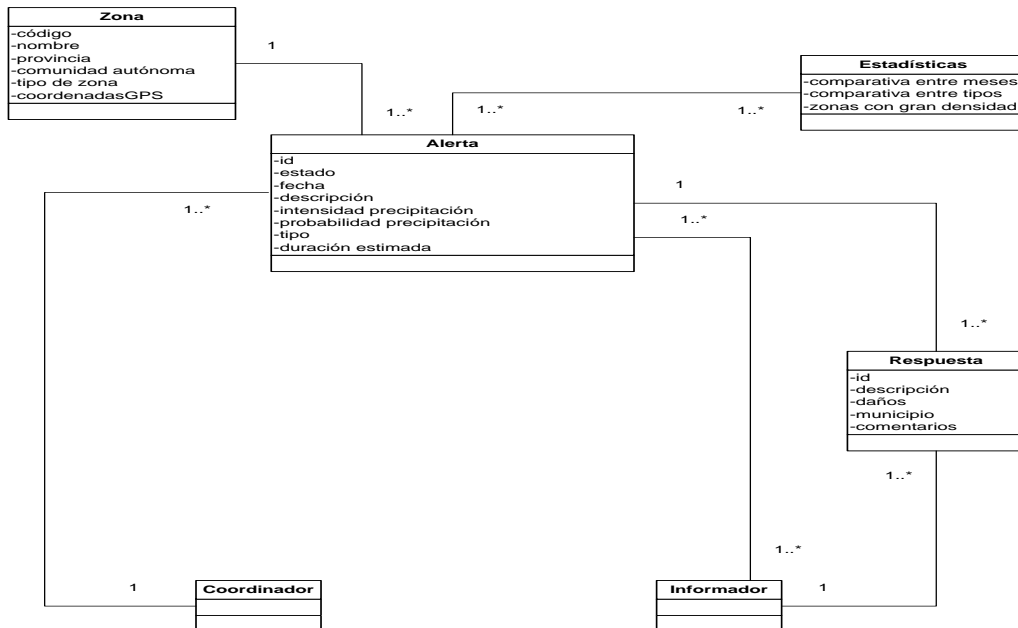 Zona
-código
-nombre
-provincia
-comunidad autónoma
-tipo de zona
-coordenadasGPS
1
1..*
Estadísticas
-comparativa entre meses
-comparativa entre tipos
-zonas con gran densidad
1..*
1..*
Alerta
-id
-estado
-fecha
-descripción
-intensidad precipitación
-probabilidad precipitación
-tipo
-duración estimada
1..*
1
1..*
1..*
Respuesta
-id
-descripción
-daños
-municipio
-comentarios
1..*
1..*
1
Coordinador
Informador
1